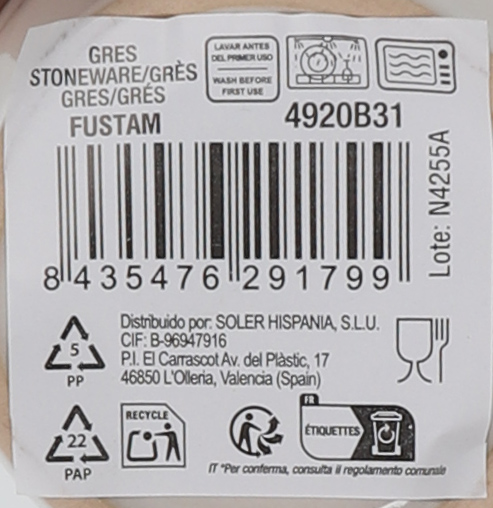 GRES
STONEWARE/GRÈS
GRES/GRÉS
LAVAR ANTES
DEL PRIMER USO
WASH BEFORE
FIRST USE
FUSTAM
4920B31
8 435476 291799
Lote: N4255A
Distribuido por: SOLER HISPANIA, S.L.U.
CIF: B-96947916
P.I. El Carrascot Av. del Plàstic, 17
46850 L'Olleria, Valencia (Spain)
5
PP
22
PAP
RECYCLE
FR
ÉTIQUETTES
IT *Per conferma, consulta il regolamento comunale